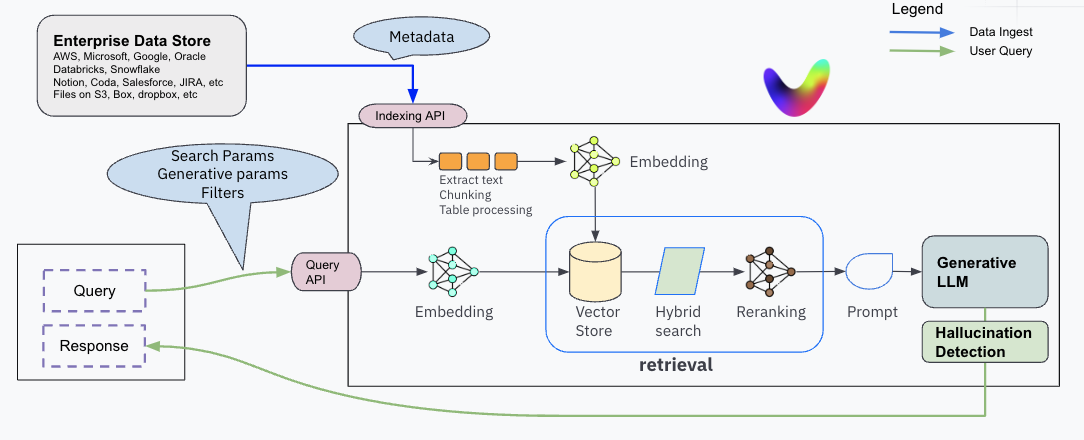 Legend
Data Ingest
User Query
Enterprise Data Store
AWS, Microsoft, Google, Oracle
Databricks, Snowflake
Notion, Coda, Salesforce, JIRA, etc
Files on S3, Box, dropbox, etc
Metadata
Indexing API
Search Params
Generative params
Filters
Extract text
Chunking
Table processing
Embedding
Query
Response
Query
API
Embedding
Vector
Store
Hybrid
search
Reranking
retrieval
Prompt
Generative
LLM
Hallucination
Detection